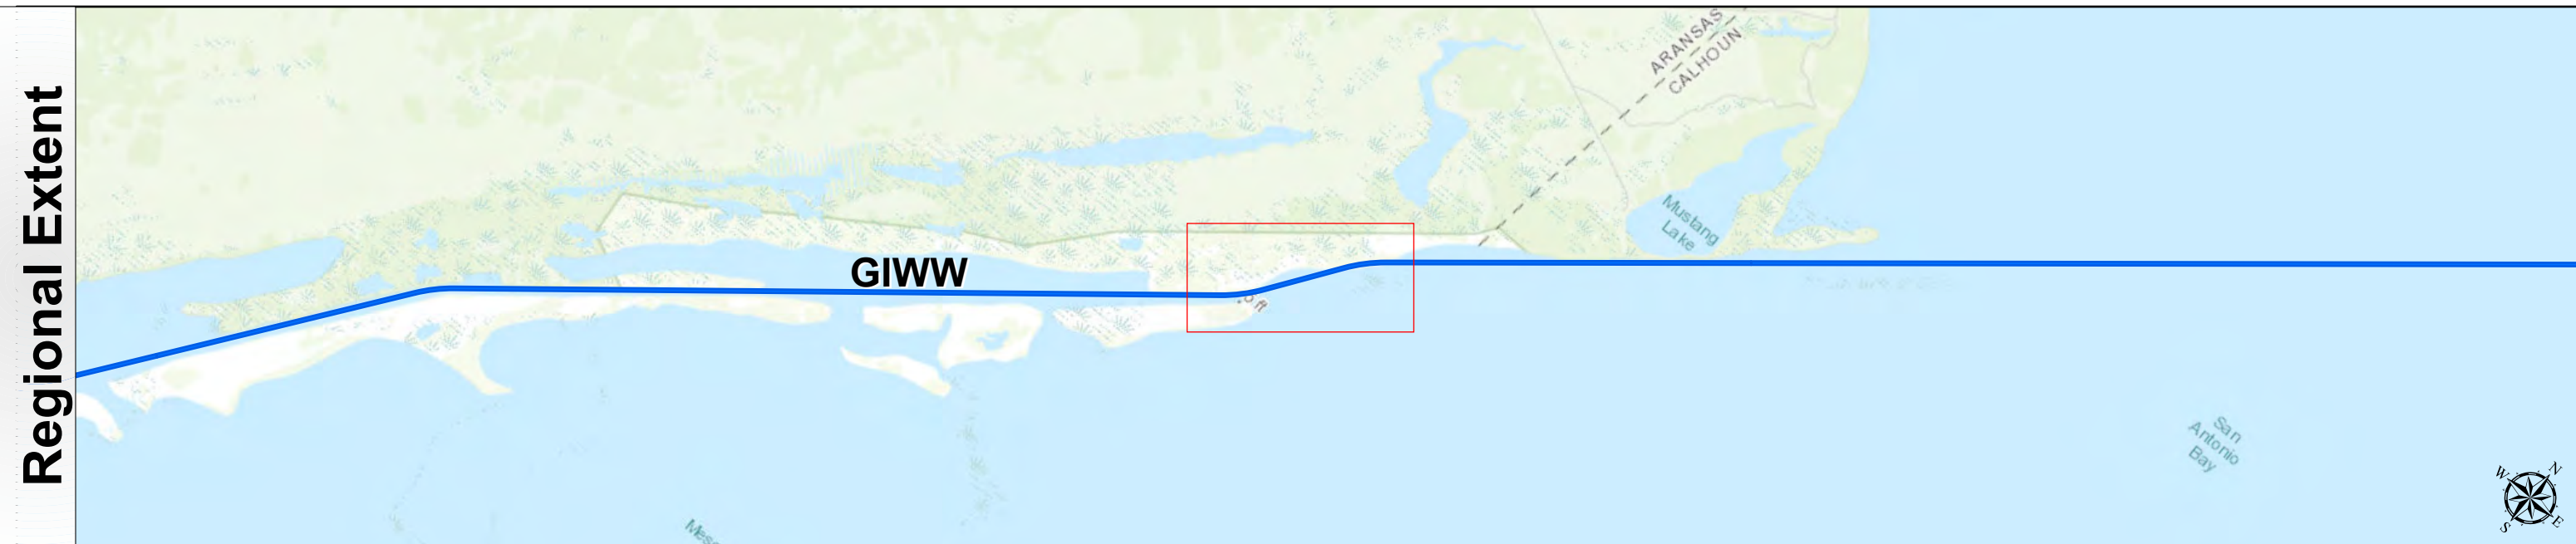 Regional Extent
ARANSAS
CALHOUN
Mustang
Lake
GIWW
San
Antonio
Bay
N
W
E
S